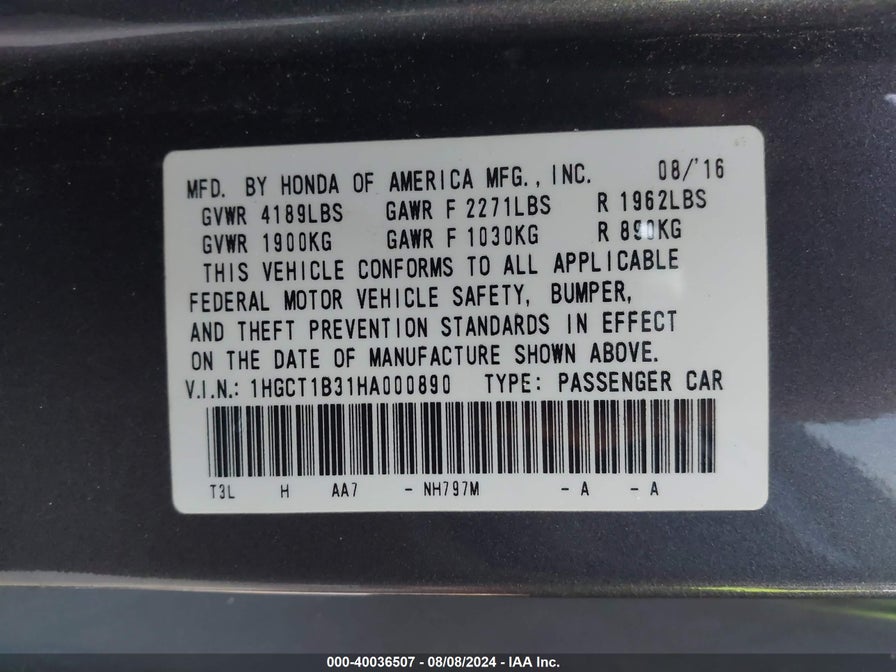 MFD. BY HONDA OF AMERICA MFG., INC. 08/'16
GVWR 4189LBS GAWR F 2271LBS R 1962LBS
GVWR 1900KG GAWR F 1030KG R 890KG
THIS VEHICLE CONFORMS TO ALL APPLICABLE
FEDERAL MOTOR VEHICLE SAFETY, BUMPER,
AND THEFT PREVENTION STANDARDS IN EFFECT
ON THE DATE OF MANUFACTURE SHOWN ABOVE.
V.I.N.: 1HGCT1B31HA000890 TYPE: PASSENGER CAR
T3L H AA7 - NH797M - A - A
000-40036507 - 08/08/2024 - IAA Inc.